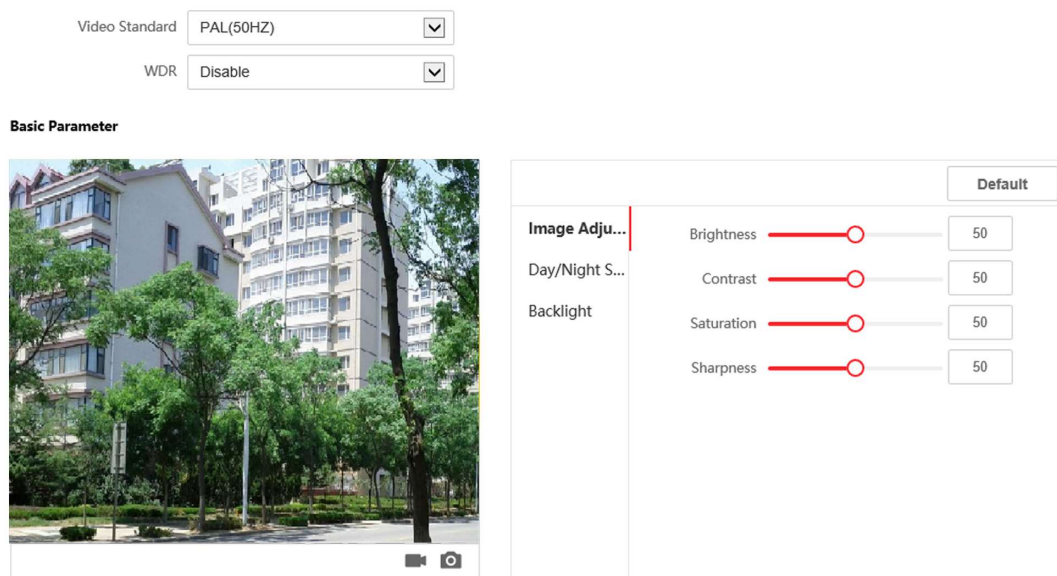 Video Standard PAL(50HZ)
WDR Disable
Basic Parameter
Default
Image Adju...
Day/Night S...
Backlight
Brightness 50
Contrast 50
Saturation 50
Sharpness 50